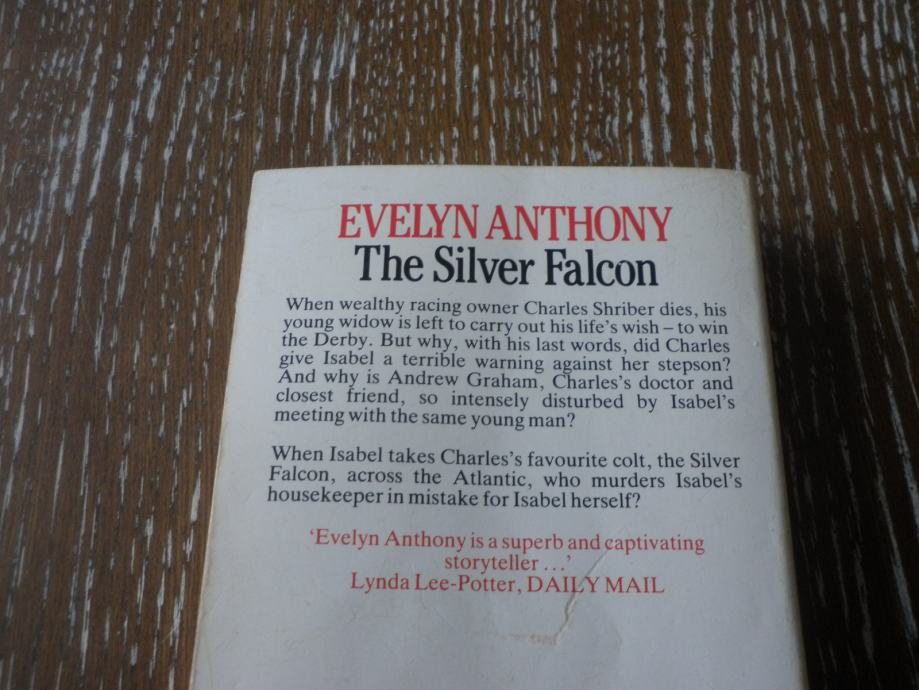 EVELYN ANTHONY
The Silver Falcon
When wealthy racing owner Charles Shriber dies, his
young widow is left to carry out his life's wish – to win
the Derby. But why, with his last words, did Charles
give Isabel a terrible warning against her stepson?
And why is Andrew Graham, Charles's doctor and
closest friend, so intensely disturbed by Isabel's
meeting with the same young man?
When Isabel takes Charles's favourite colt, the Silver
Falcon, across the Atlantic, who murders Isabel's
housekeeper in mistake for Isabel herself?
'Evelyn Anthony is a superb and captivating
storyteller ...'
Lynda Lee-Potter, DAILY MAIL